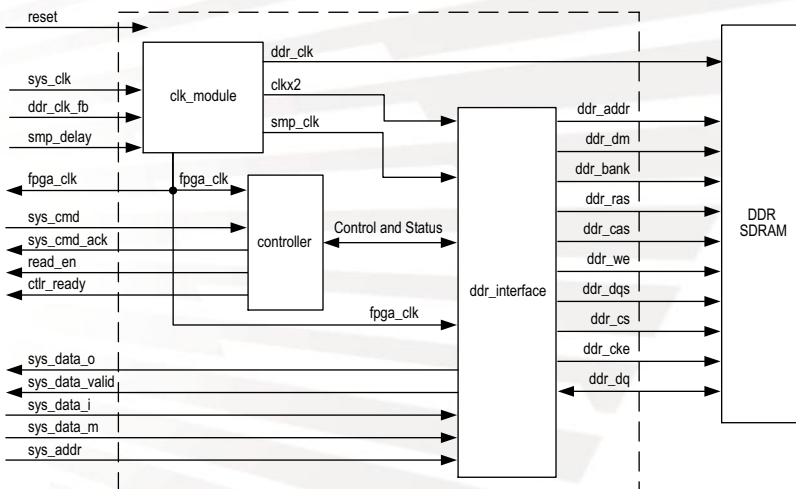 reset
sys_clk
ddr_clk_fb
smp_delay
fpga_clk
sys_cmd
sys_cmd_ack
read_en
ctlr_ready
sys_data_o
sys_data_valid
sys_data_i
sys_data_m
sys_addr
clk_module
fpga_clk
controller
ddr_clk
clkx2
smp_clk
Control and Status
fpga_clk
ddr_interface
ddr_addr
ddr_dm
ddr_bank
ddr_ras
ddr_cas
ddr_we
ddr_dqs
ddr_cs
ddr_cke
ddr_dq
DDR
SDRAM